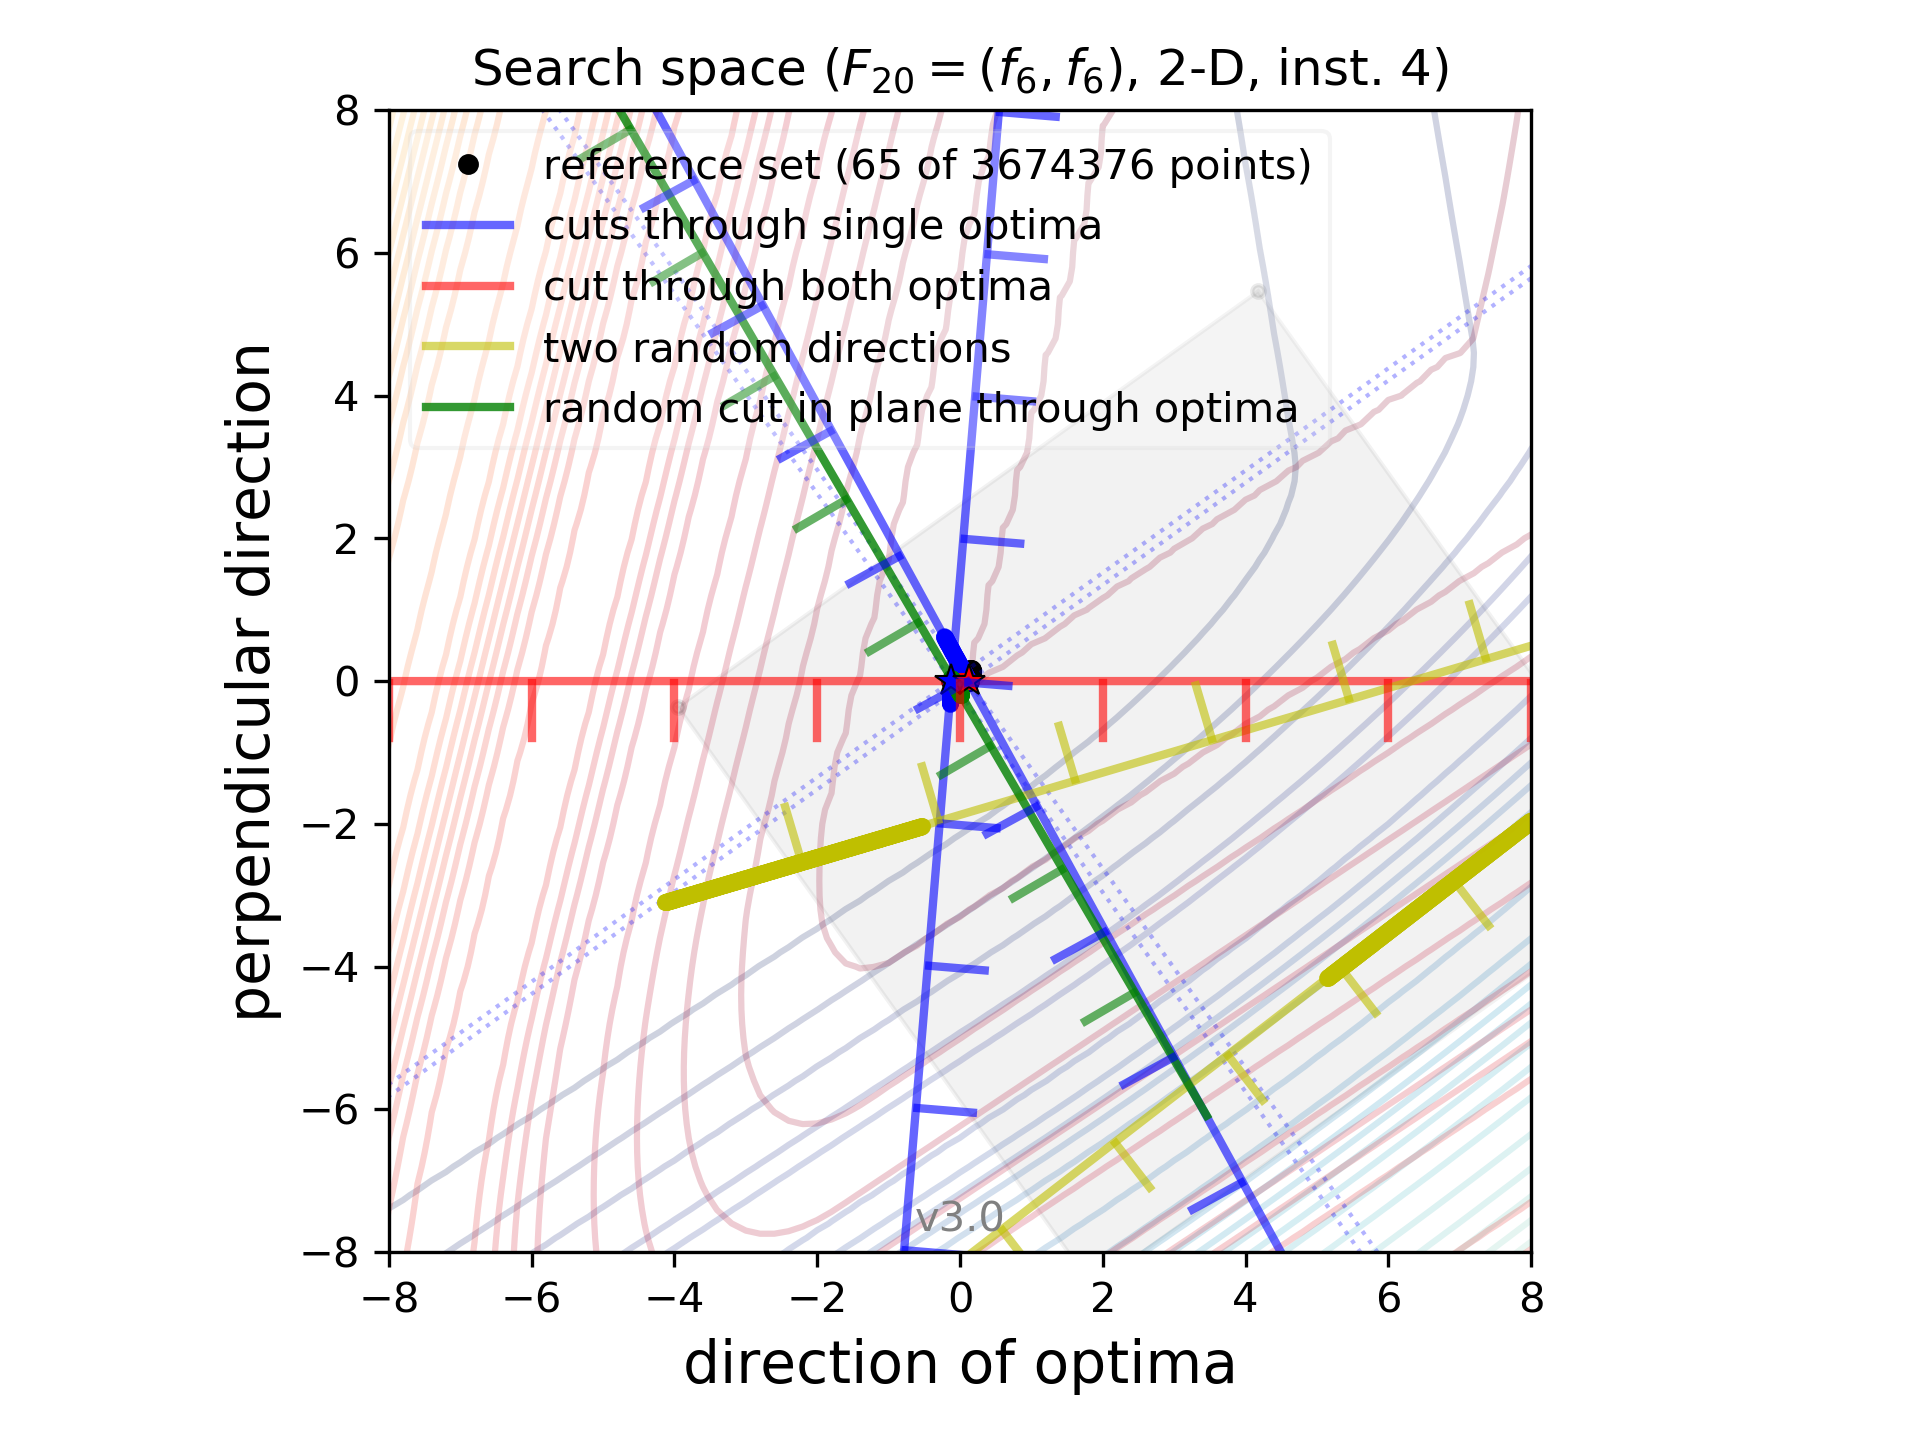 Search space (F20 = (f6, f6), 2-D, inst. 4)
reference set (65 of 3674376 points)
cuts through single optima
cut through both optima
two random directions
random cut in plane through optima
perpendicular direction
8
6
4
2
0
−2
−4
−6
−8
v3.0
−8 −6 −4 −2 0 2 4 6 8
direction of optima